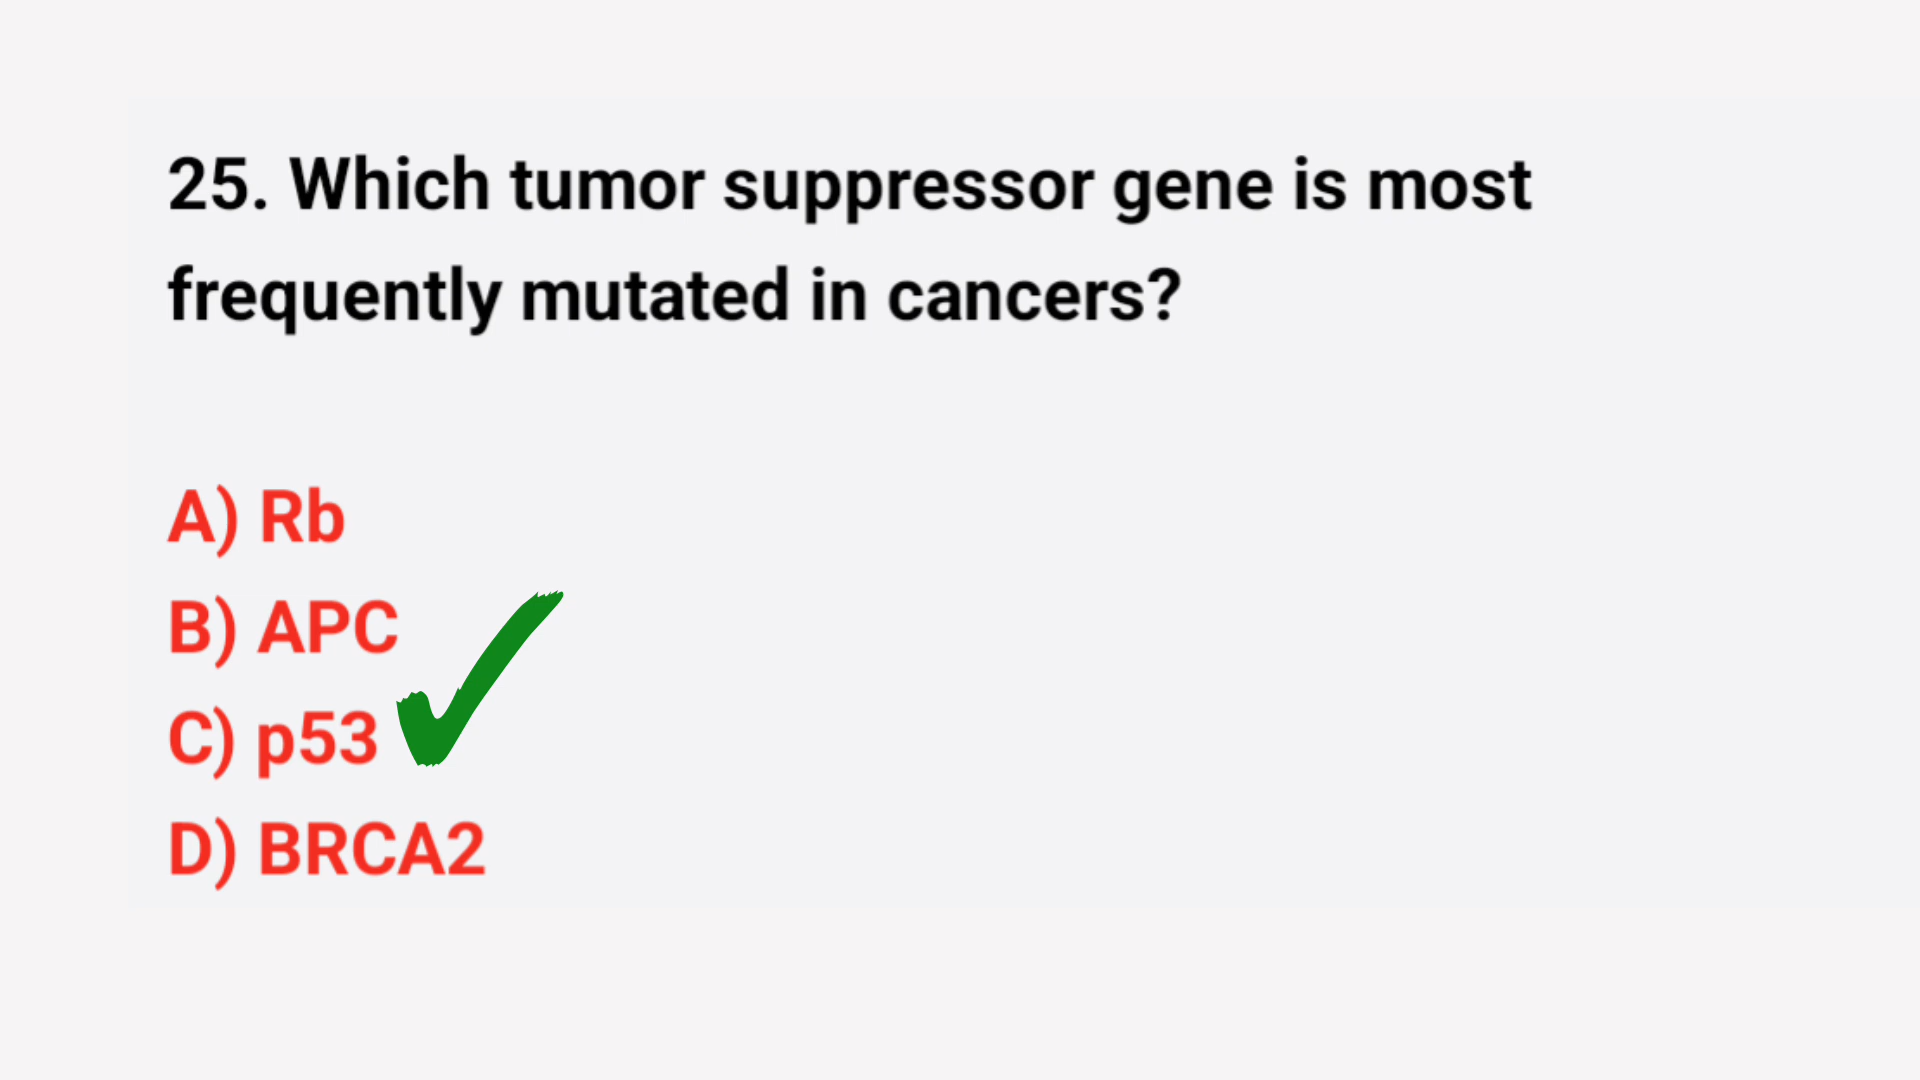 25. Which tumor suppressor gene is most
frequently mutated in cancers?
A) Rb
B) APC
C) p53
D) BRCA2